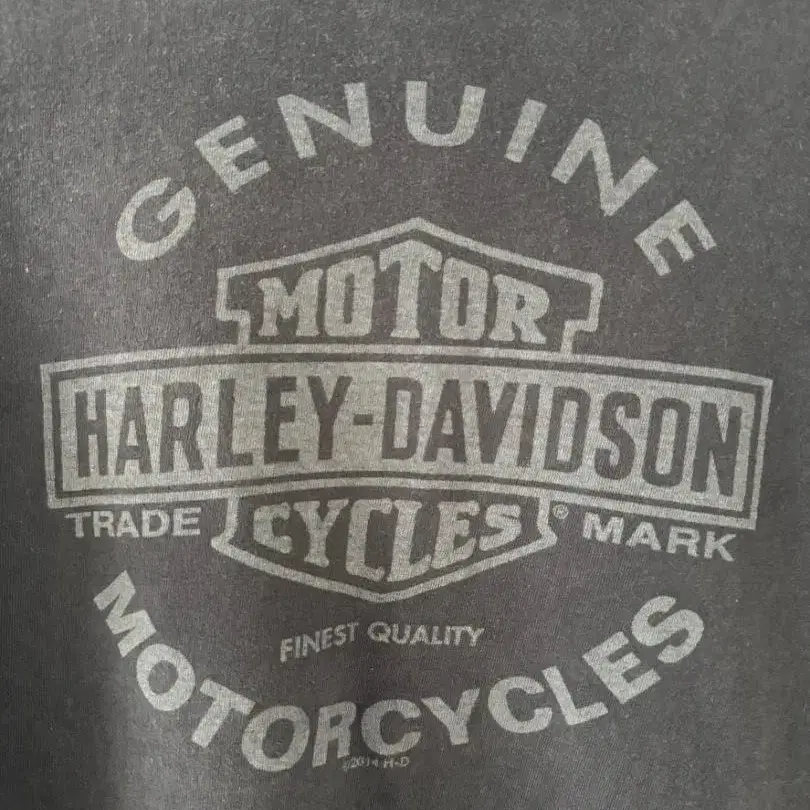 GENUINE
MOTOR
HARLEY-DAVIDSON
CYCLES
TRADE ® MARK
FINEST QUALITY
MOTORCYCLES
©2014 H-D